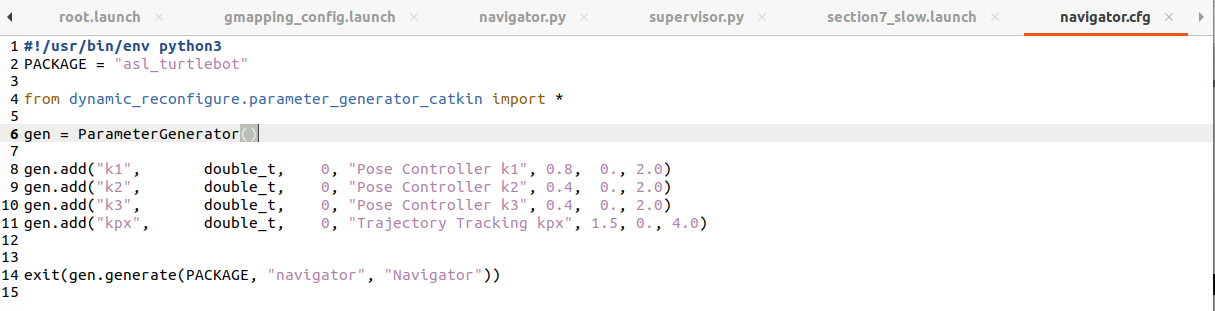 root.launch gmapping_config.launch navigator.py supervisor.py section7_slow.launch navigator.cfg
1 #!/usr/bin/env python3
2 PACKAGE = "asl_turtlebot"
3
4 from dynamic_reconfigure.parameter_generator_catkin import *
5
6 gen = ParameterGenerator()
7
8 gen.add("k1",       double_t,    0, "Pose Controller k1", 0.8,  0., 2.0)
9 gen.add("k2",       double_t,    0, "Pose Controller k2", 0.4,  0., 2.0)
10 gen.add("k3",       double_t,    0, "Pose Controller k3", 0.4,  0., 2.0)
11 gen.add("kpx",      double_t,    0, "Trajectory Tracking kpx", 1.5, 0., 4.0)
12
13
14 exit(gen.generate(PACKAGE, "navigator", "Navigator"))
15